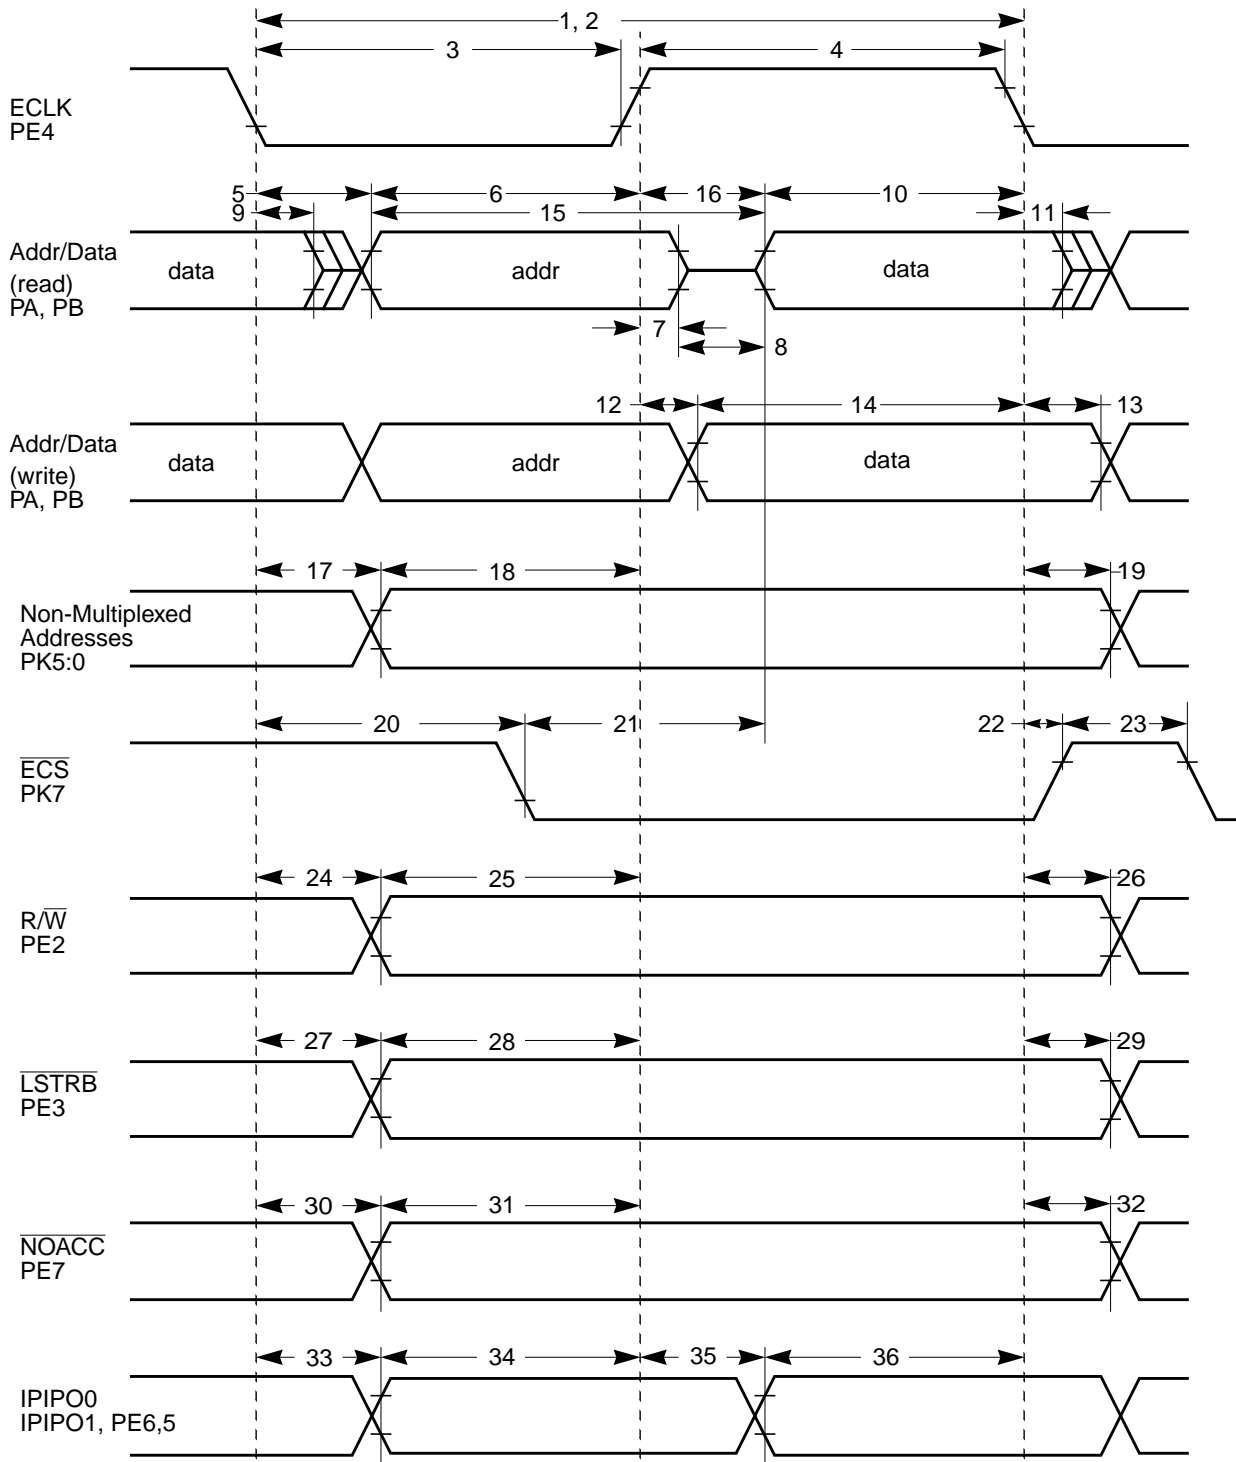 1, 2
3
4
ECLK
PE4
5
6
16
10
9
15
11
Addr/Data
(read)
PA, PB
data
addr
data
7
8
12
14
13
Addr/Data
(write)
PA, PB
data
addr
data
17
18
19
Non-Multiplexed
Addresses
PK5:0
20
21
22
23
ECS
PK7
24
25
26
R/W
PE2
27
28
29
LSTRB
PE3
30
31
32
NOACC
PE7
33
34
35
36
IPIPO0
IPIPO1, PE6,5